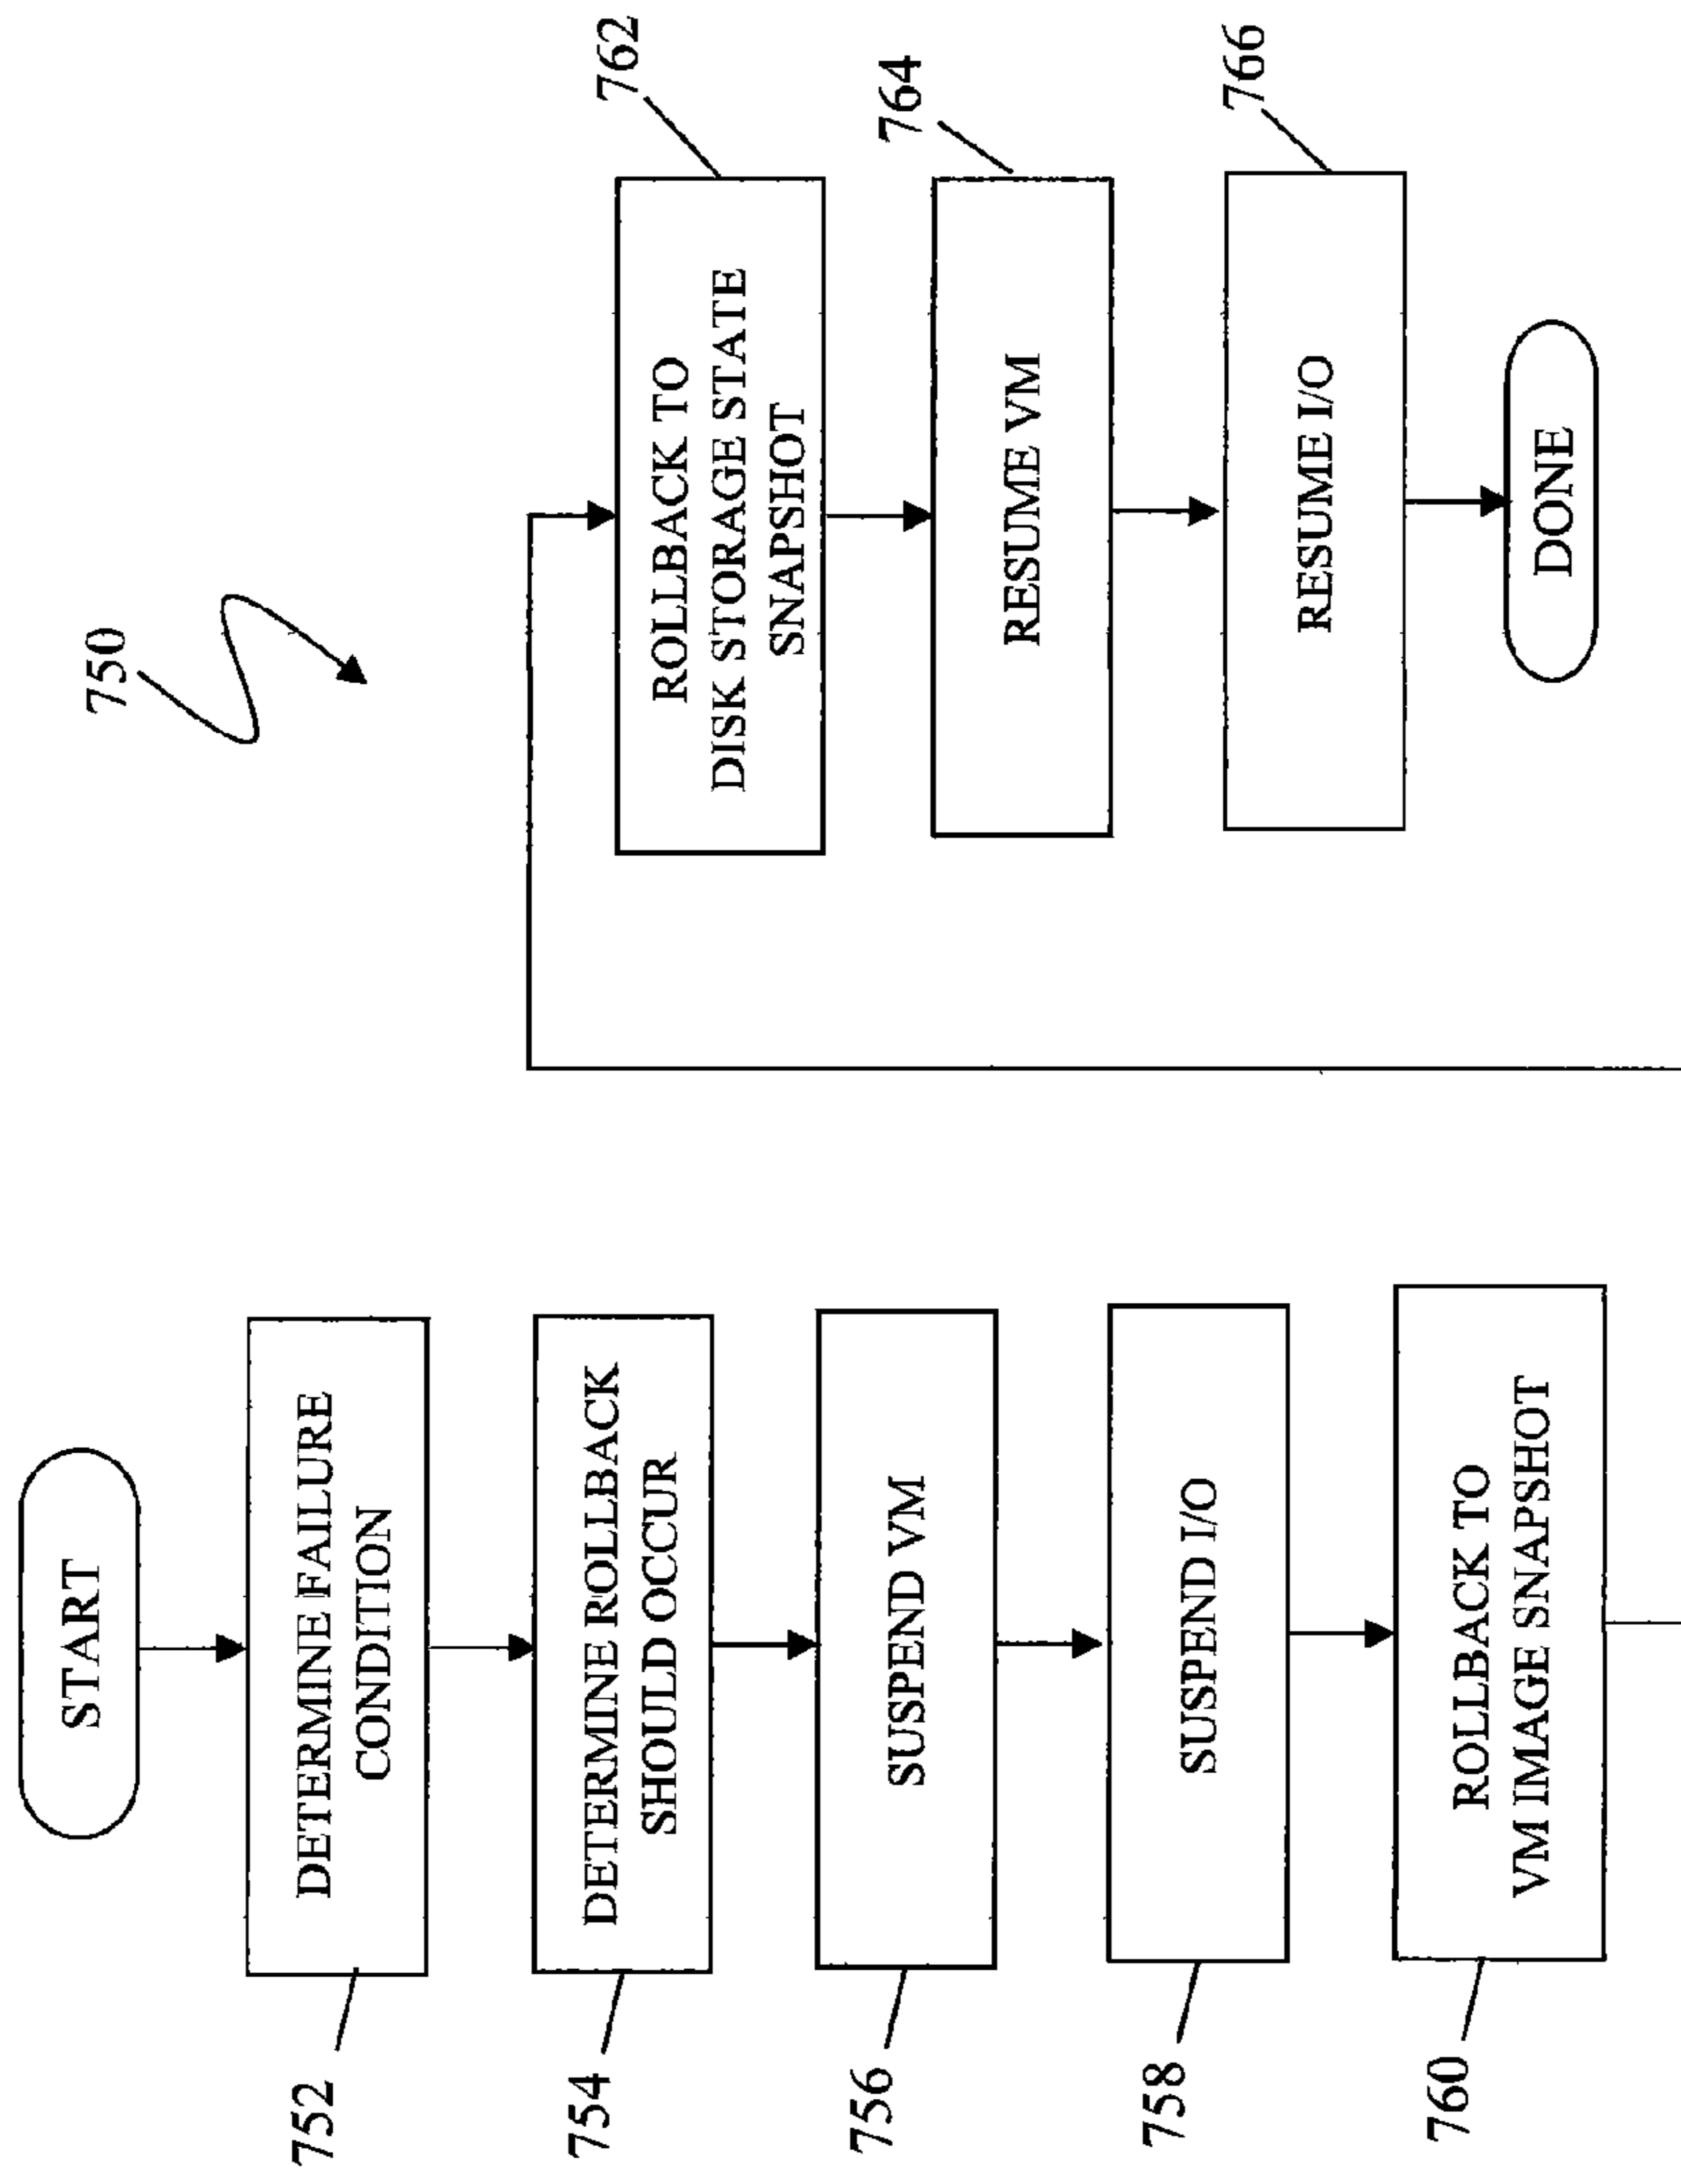 750
START
DETERMINE FAILURE
CONDITION
752
DETERMINE ROLLBACK
SHOULD OCCUR
754
SUSPEND VM
756
SUSPEND I/O
758
ROLLBACK TO
VM IMAGE SNAPSHOT
760
ROLLBACK TO
DISK STORAGE STATE
SNAPSHOT
762
RESUME VM
764
RESUME I/O
766
DONE